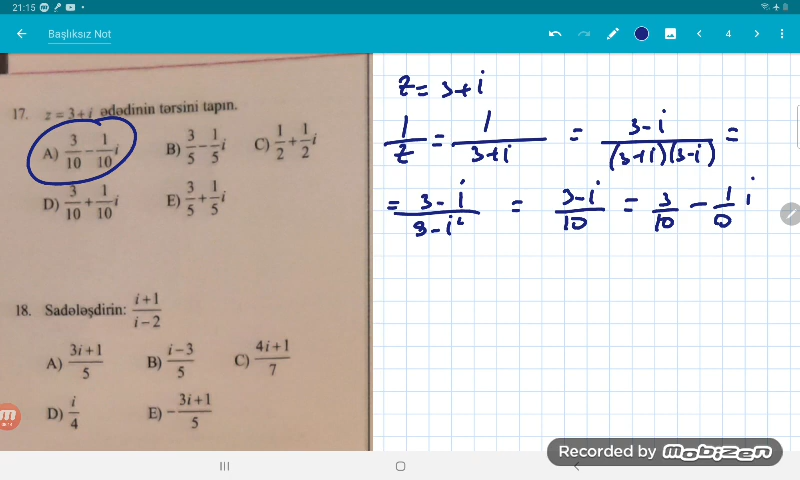 21:15
Başlıksız Not
4
17. z = 3 + i ədədinin tərsini tapın.
A) 3/10 − 1/10 i B) 3/5 − 1/5 i C) 1/2 + 1/2 i
D) 3/10 + 1/10 i E) 3/5 + 1/5 i
18. Sadələşdirin: (i+1)/(i−2)
A) (3i+1)/5 B) (i−3)/5 C) (4i+1)/7
D) i/4 E) −(3i+1)/5
z = 3+i
1/z = 1/(3+i) = (3-i)/((3+i)(3-i)) =
= (3-i)/(9-i²) = (3-i)/10 = 3/10 − 1/10 i
Recorded by mobizen